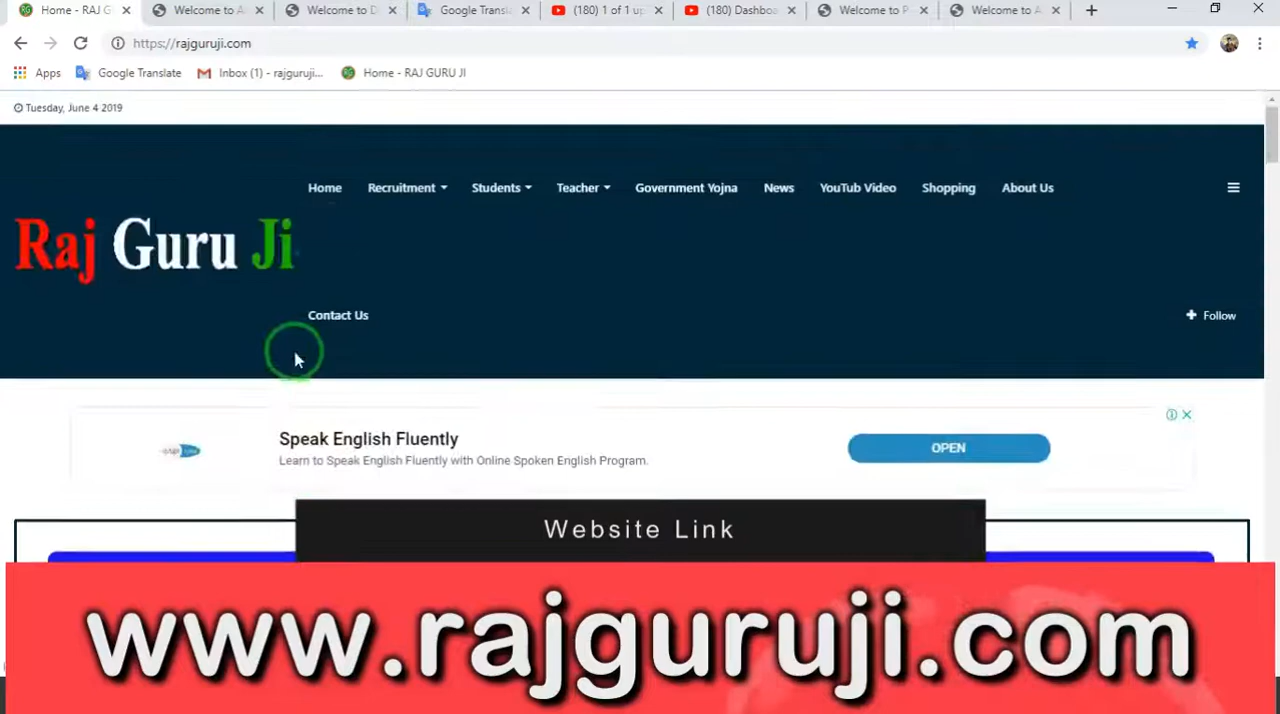 Home - RAJ G
Welcome to A
Welcome to D
Google Transl
(180) 1 of 1 up
(180) Dashboa
Welcome to P
Welcome to A
https://rajguruji.com
Apps
Google Translate
Inbox (1) - rajguruji...
Home - RAJ GURU JI
Tuesday, June 4 2019
Home
Recruitment
Students
Teacher
Government Yojna
News
YouTub Video
Shopping
About Us
Raj Guru Ji
Contact Us
Follow
Speak English Fluently
Learn to Speak English Fluently with Online Spoken English Program.
OPEN
Website Link
www.rajguruji.com